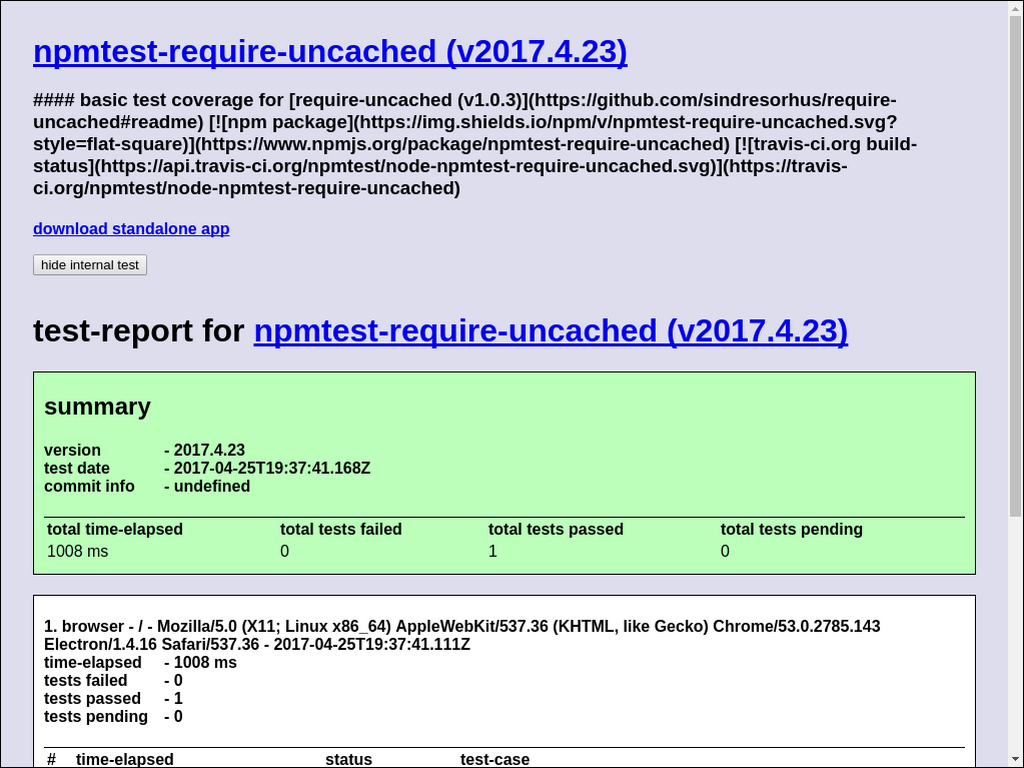 npmtest-require-uncached (v2017.4.23)
#### basic test coverage for [require-uncached (v1.0.3)](https://github.com/sindresorhus/require-
uncached#readme) [![npm package](https://img.shields.io/npm/v/npmtest-require-uncached.svg?
style=flat-square)](https://www.npmjs.org/package/npmtest-require-uncached) [![travis-ci.org build-
status](https://api.travis-ci.org/npmtest/node-npmtest-require-uncached.svg)](https://travis-
ci.org/npmtest/node-npmtest-require-uncached)
download standalone app
hide internal test
test-report for npmtest-require-uncached (v2017.4.23)
summary
version - 2017.4.23
test date - 2017-04-25T19:37:41.168Z
commit info - undefined
total time-elapsed total tests failed total tests passed total tests pending
1008 ms 0 1 0
1. browser - / - Mozilla/5.0 (X11; Linux x86_64) AppleWebKit/537.36 (KHTML, like Gecko) Chrome/53.0.2785.143
Electron/1.4.16 Safari/537.36 - 2017-04-25T19:37:41.111Z
time-elapsed - 1008 ms
tests failed - 0
tests passed - 1
tests pending - 0
# time-elapsed status test-case